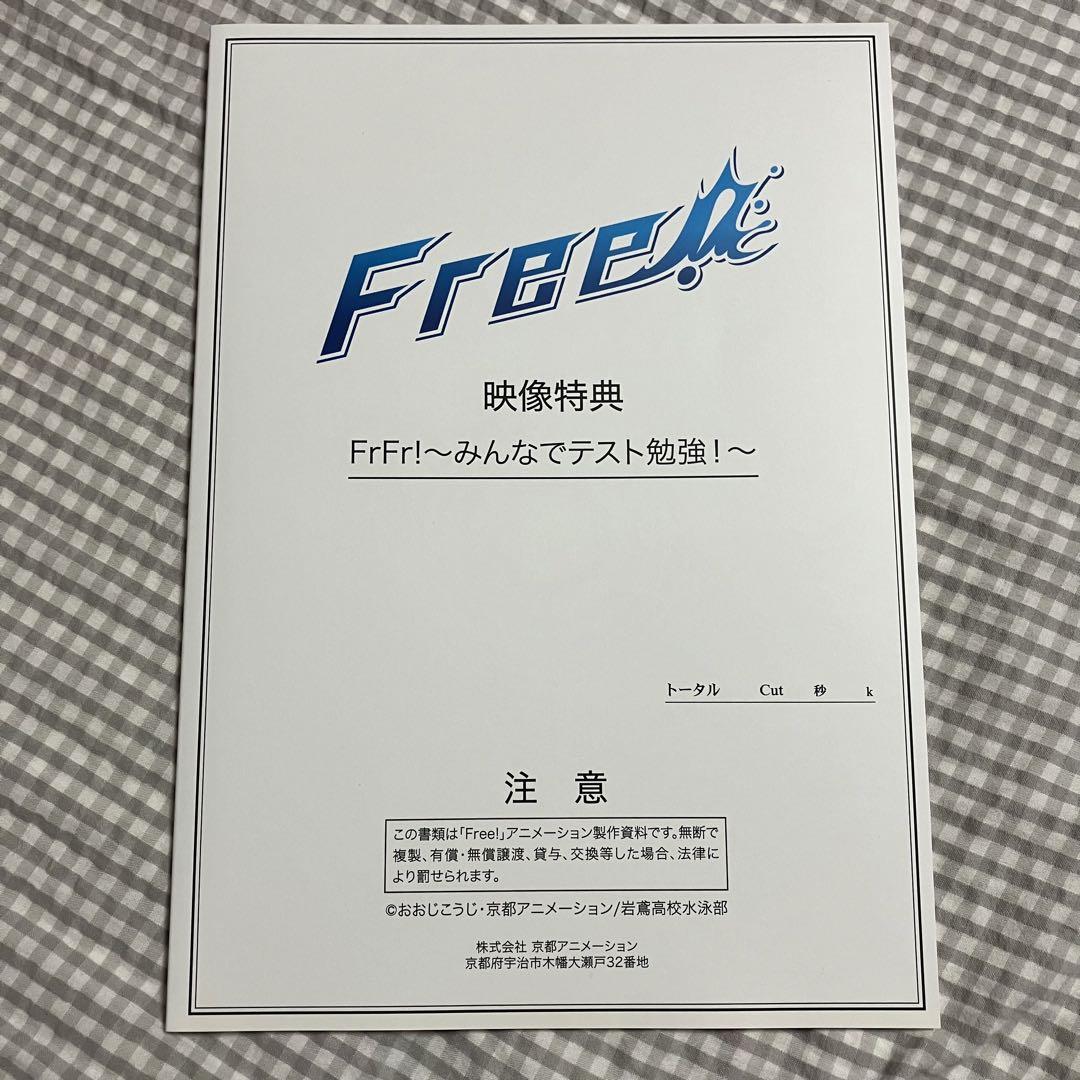 Free!
映像特典
FrFr!～みんなでテスト勉強！～
トータル Cut 秒 k
注 意
この書類は「Free!」アニメーション製作資料です。無断で
複製、有償・無償譲渡、貸与、交換等した場合、法律に
より罰せられます。
©おおじこうじ・京都アニメーション/岩鳶高校水泳部
株式会社 京都アニメーション
京都府宇治市木幡大瀬戸32番地